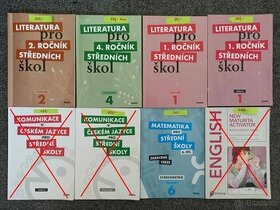 LITERATURA
pro
2. ROČNÍK
STŘEDNÍCH
škol
2
LITERATURA
pro
4. ROČNÍK
STŘEDNÍCH
škol
4
LITERATURA
pro
1. ROČNÍK
STŘEDNÍCH
škol
1
LITERATURA
pro
1. ROČNÍK
STŘEDNÍCH
škol
KOMUNIKACE
V ČESKÉM JAZYCE
PRO
STŘEDNÍ
ŠKOLY
KOMUNIKACE
V ČESKÉM JAZYCE
PRO
STŘEDNÍ
ŠKOLY
MATEMATIKA
PRO
STŘEDNÍ ŠKOLY
6. DÍL
STEREOMETRIE
6
ENGLISH
NEW
MATURITA
ACTIVATOR